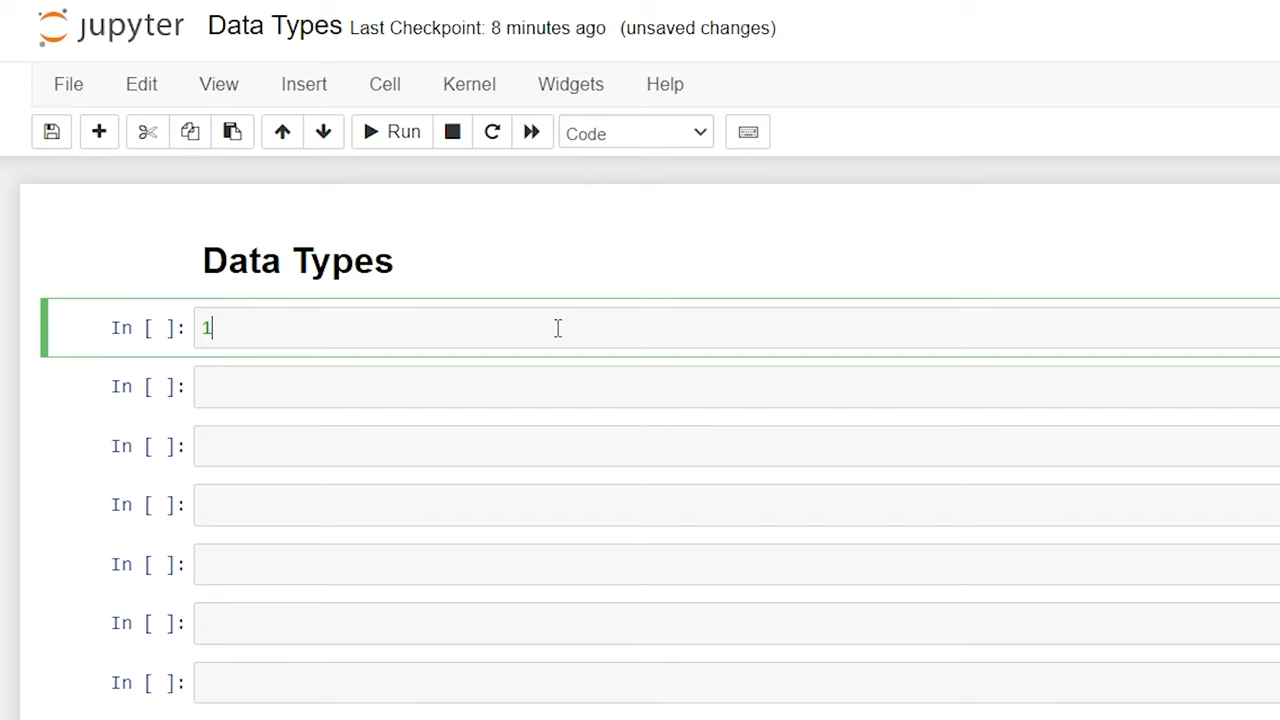 jupyter Data Types Last Checkpoint: 8 minutes ago (unsaved changes)
File Edit View Insert Cell Kernel Widgets Help
Run Code
Data Types
In [ ]: 1
In [ ]:
In [ ]:
In [ ]:
In [ ]:
In [ ]:
In [ ]: